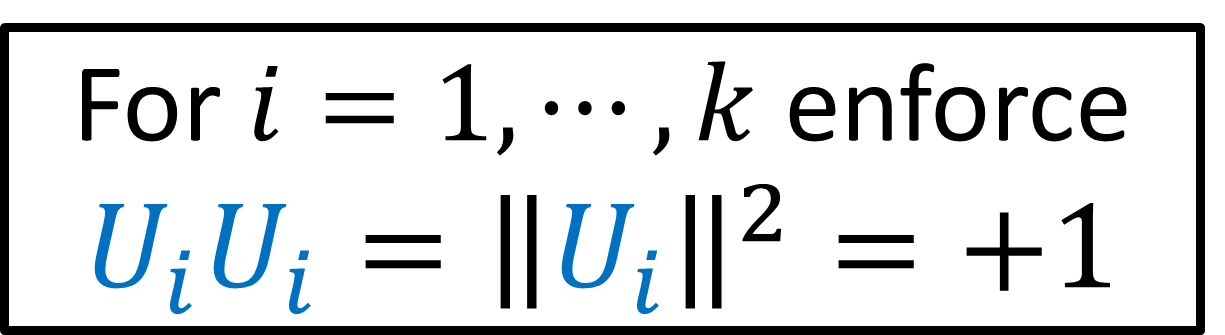 For i = 1, ⋯ , k enforce
UᵢUᵢ = ‖Uᵢ‖² = +1